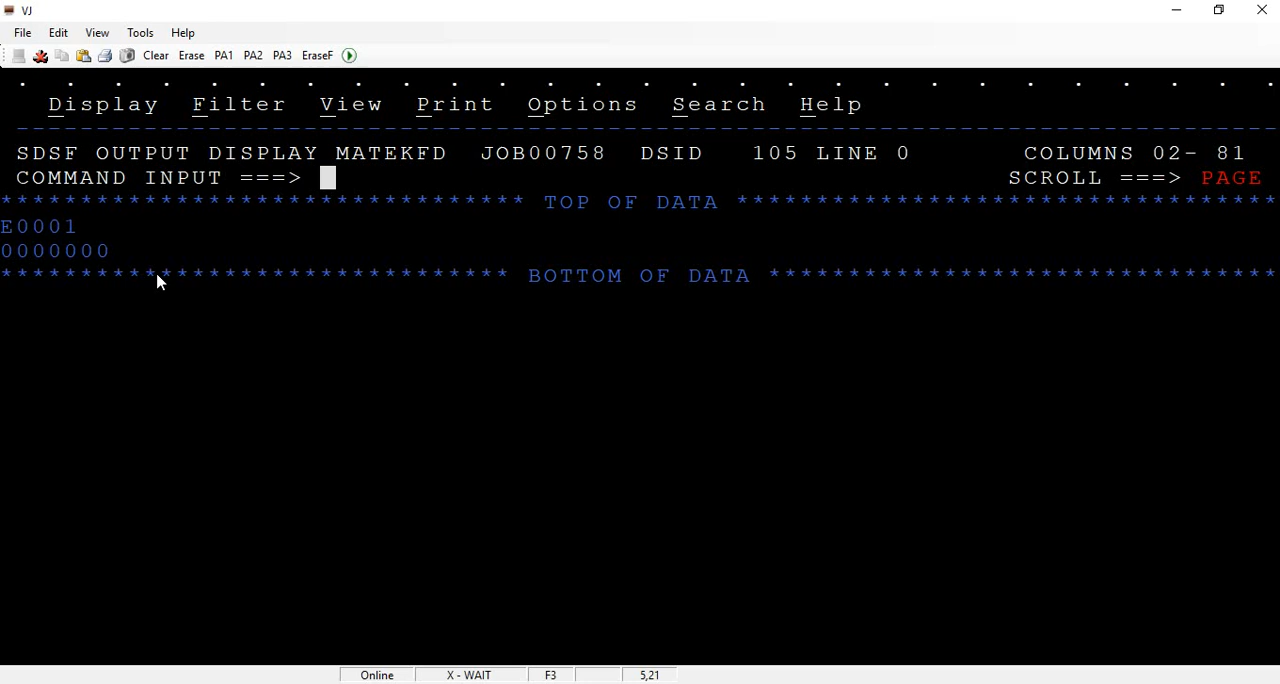 VJ
File Edit View Tools Help
Clear Erase PA1 PA2 PA3 EraseF
Display Filter View Print Options Search Help
SDSF OUTPUT DISPLAY MATEKFD JOB00758 DSID 105 LINE 0 COLUMNS 02- 81
COMMAND INPUT ===> SCROLL ===> PAGE
********************************* TOP OF DATA **********************************
E0001
0000000
******************************** BOTTOM OF DATA ********************************
Online X - WAIT F3 5,21